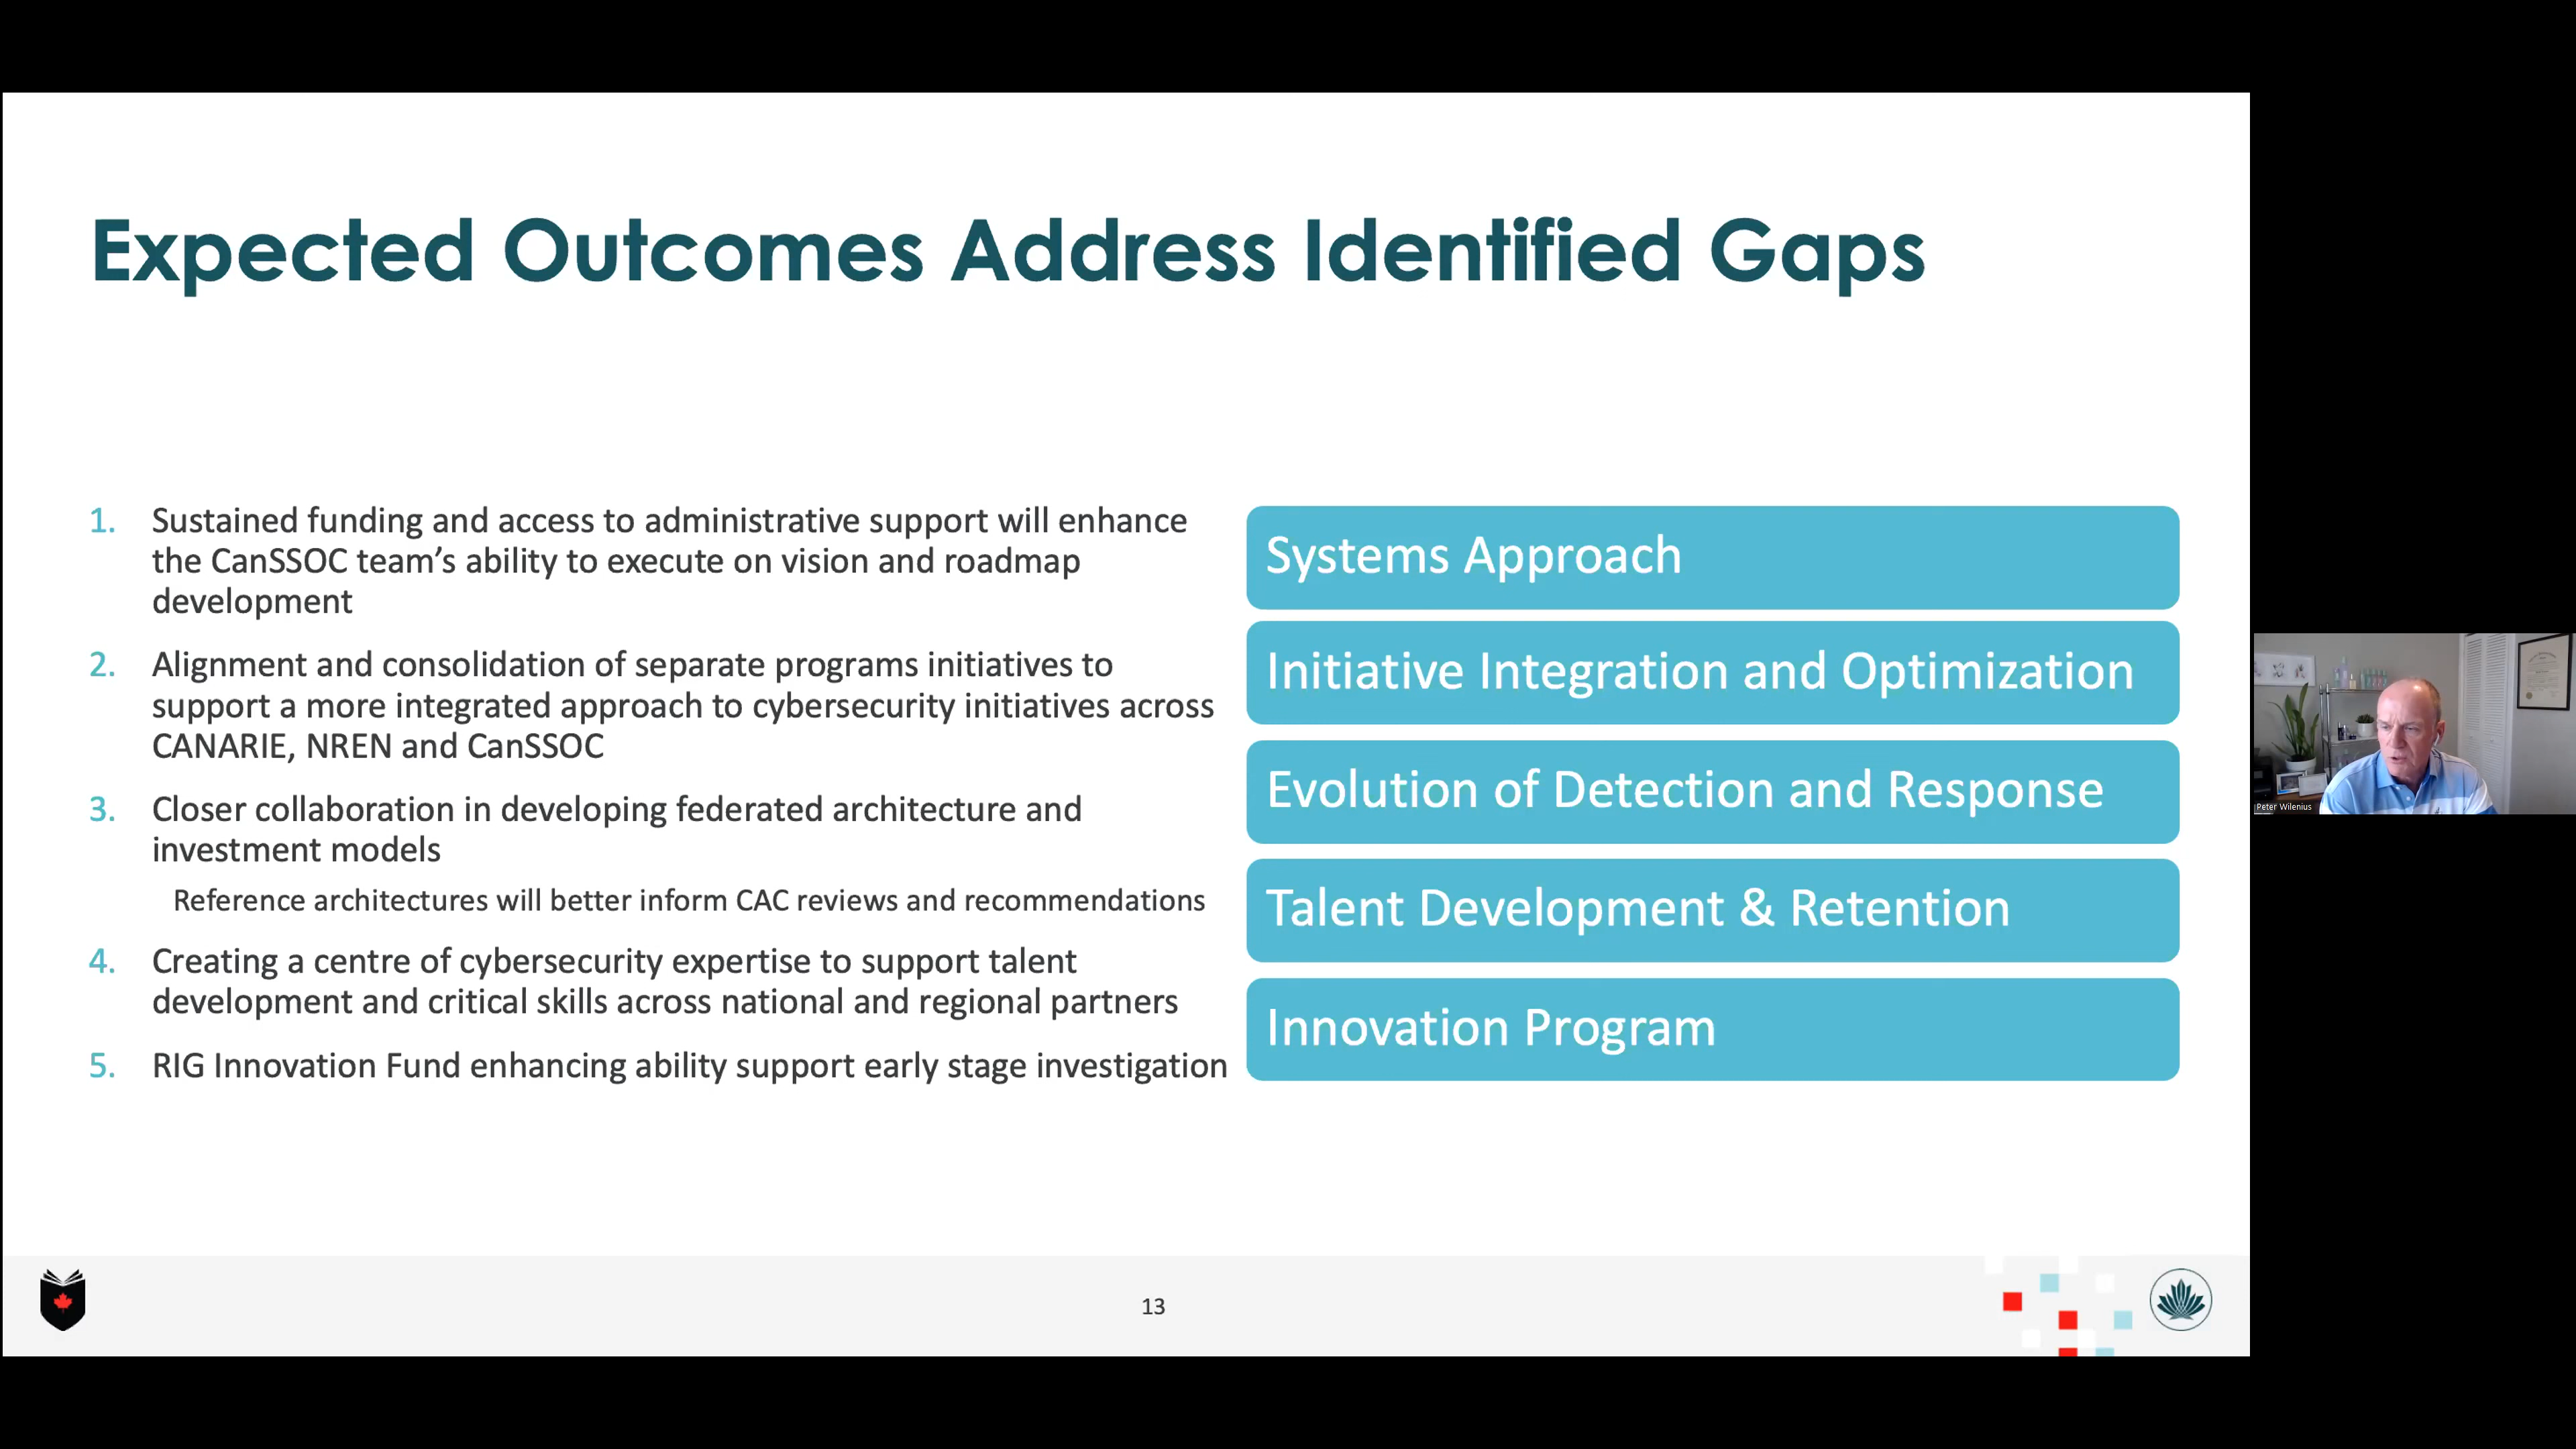 Expected Outcomes Address Identified Gaps
1. Sustained funding and access to administrative support will enhance
the CanSSOC team’s ability to execute on vision and roadmap
development
2. Alignment and consolidation of separate programs initiatives to
support a more integrated approach to cybersecurity initiatives across
CANARIE, NREN and CanSSOC
3. Closer collaboration in developing federated architecture and
investment models
Reference architectures will better inform CAC reviews and recommendations
4. Creating a centre of cybersecurity expertise to support talent
development and critical skills across national and regional partners
5. RIG Innovation Fund enhancing ability support early stage investigation
Systems Approach
Initiative Integration and Optimization
Evolution of Detection and Response
Talent Development & Retention
Innovation Program
Peter Wilenius
13